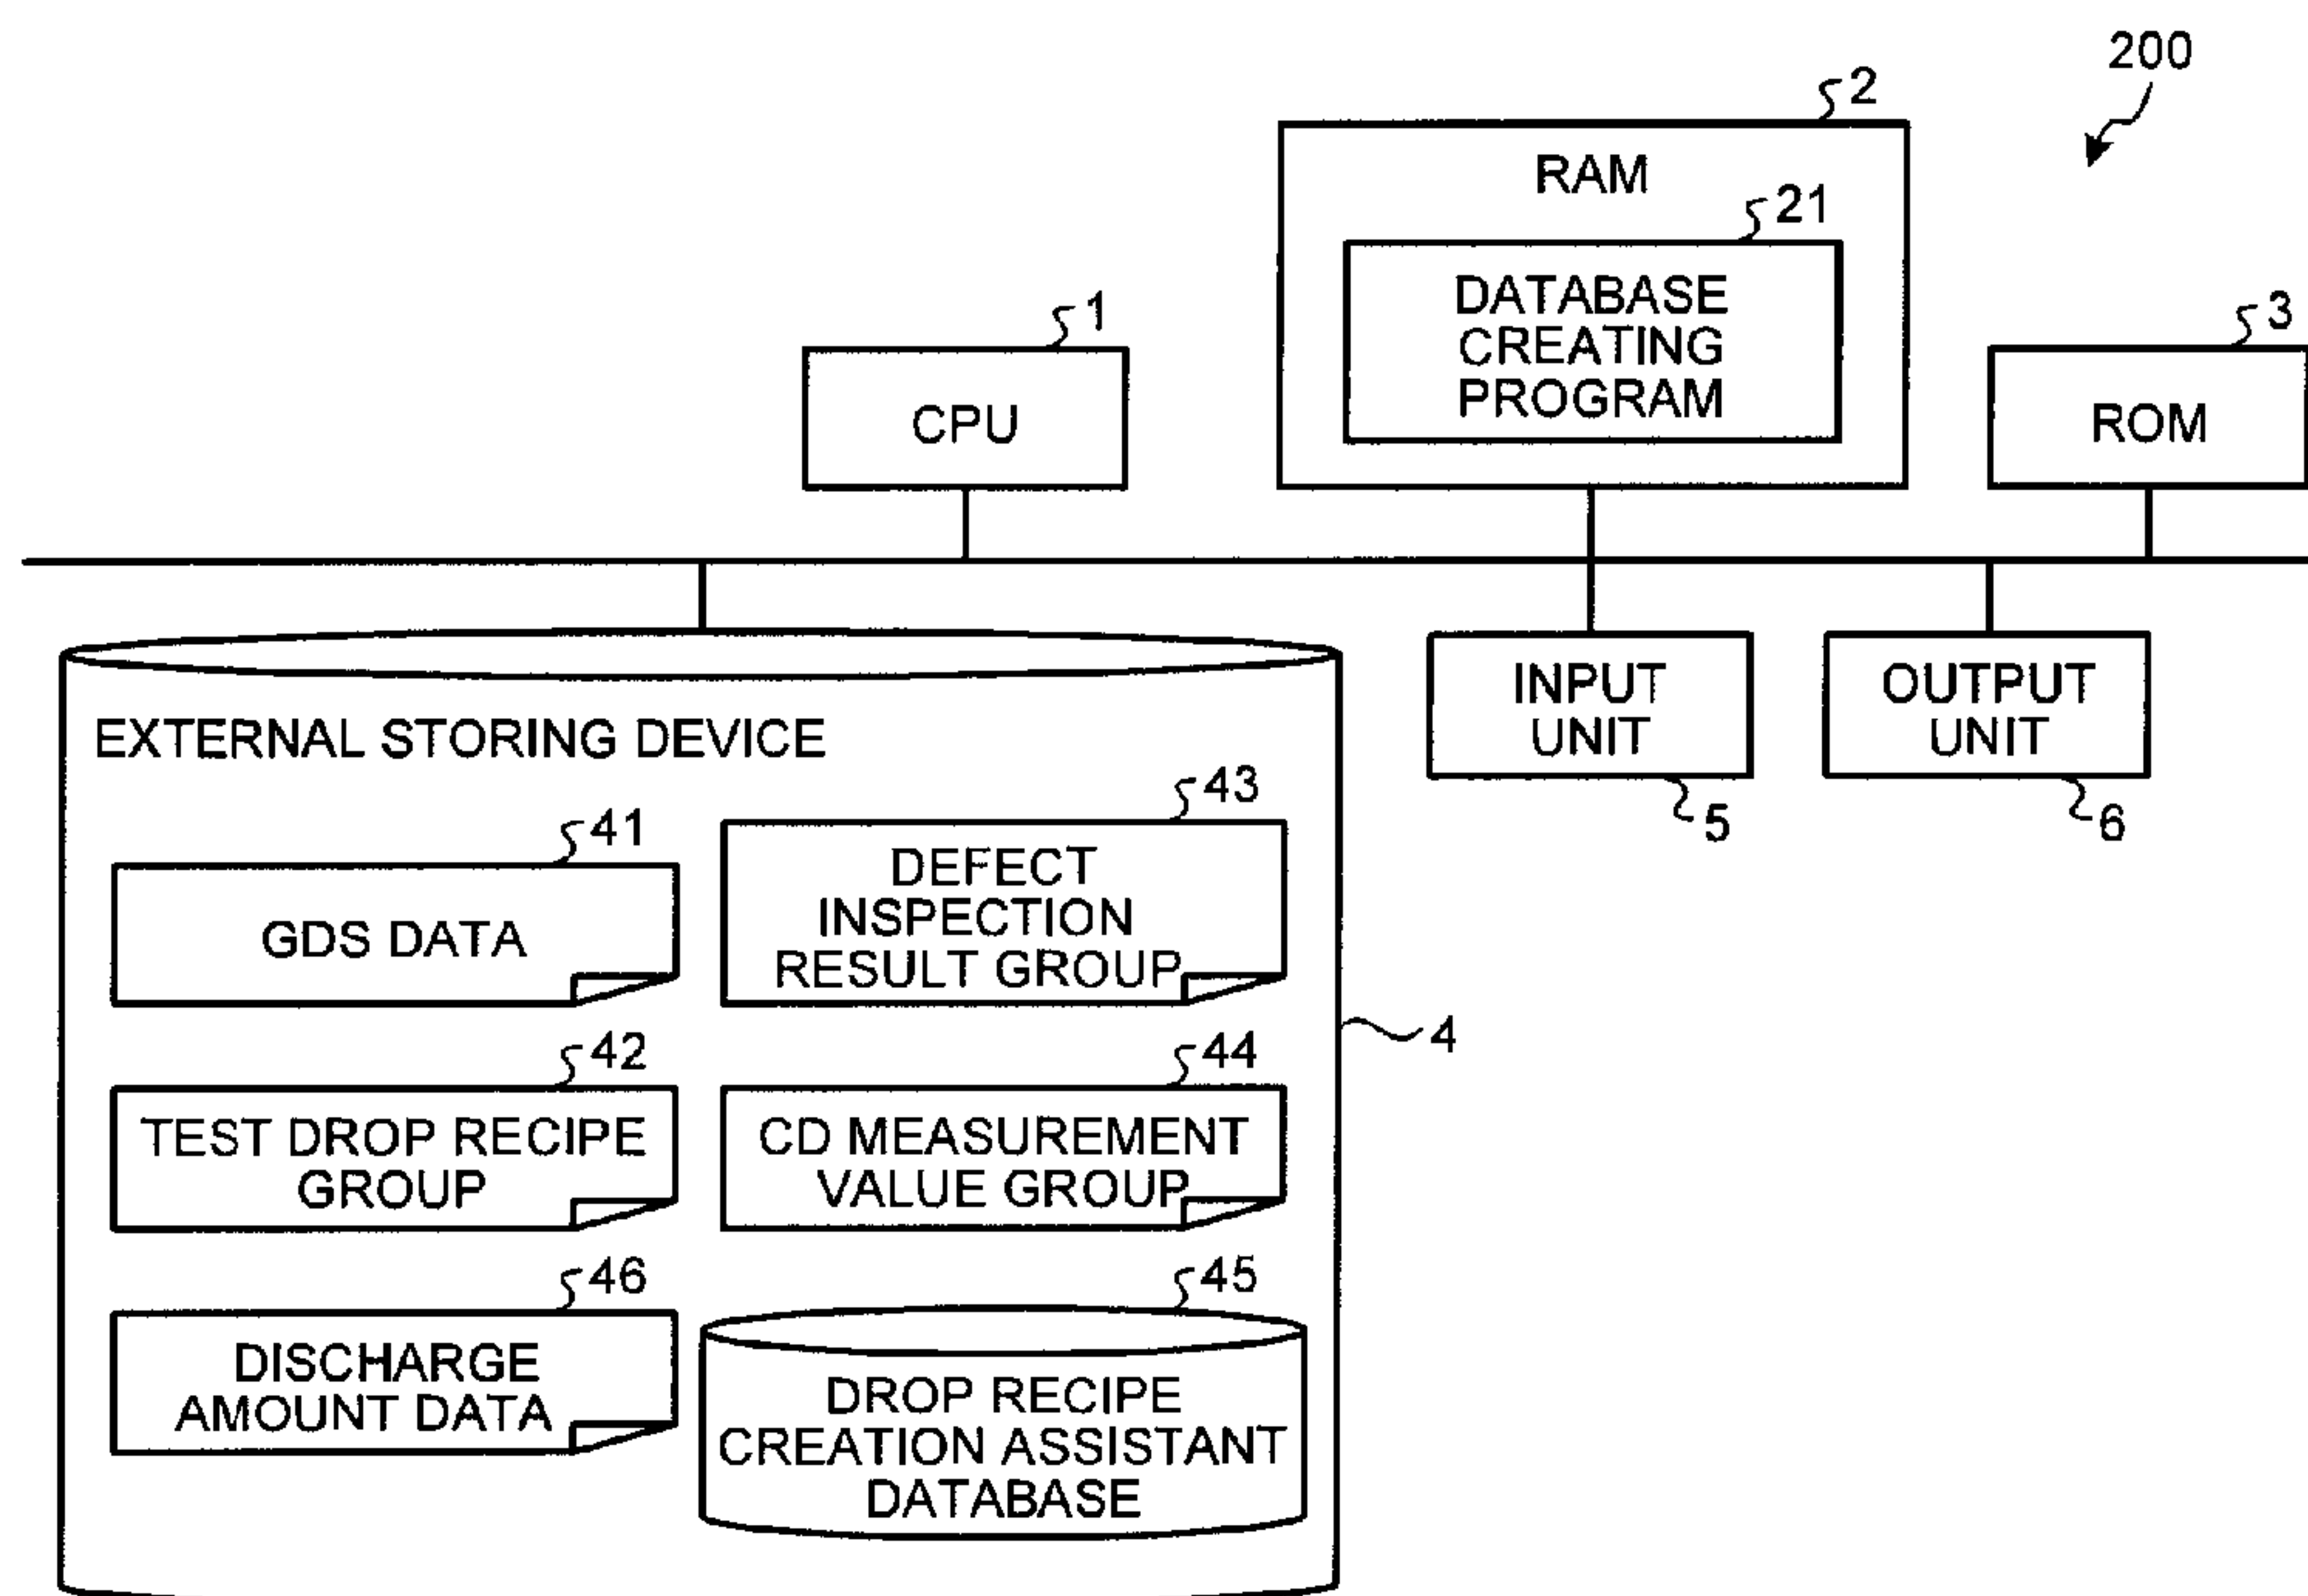 200
2
RAM
21
DATABASE
CREATING
PROGRAM
1
CPU
3
ROM
INPUT
UNIT
5
OUTPUT
UNIT
6
EXTERNAL STORING DEVICE
4
41
GDS DATA
43
DEFECT
INSPECTION
RESULT GROUP
42
TEST DROP RECIPE
GROUP
44
CD MEASUREMENT
VALUE GROUP
46
DISCHARGE
AMOUNT DATA
45
DROP RECIPE
CREATION ASSISTANT
DATABASE